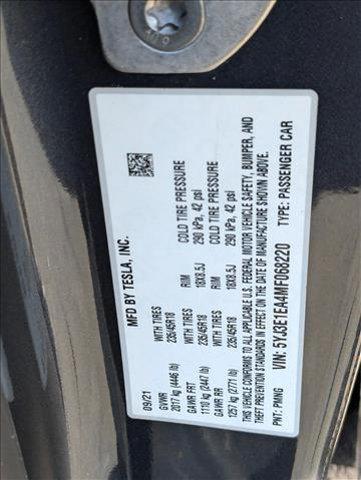 MFD BY TESLA, INC.
09/21
GVWR
2017 kg (4446 lb)
GAWR FRT WITH TIRES RIM COLD TIRE PRESSURE
1110 kg (2447 lb) 235/45R18 18X8.5J 290 kPa, 42 psi
GAWR RR WITH TIRES RIM COLD TIRE PRESSURE
1257 kg (2771 lb) 235/45R18 18X8.5J 290 kPa, 42 psi
THIS VEHICLE CONFORMS TO ALL APPLICABLE U.S. FEDERAL MOTOR VEHICLE SAFETY, BUMPER, AND
THEFT PREVENTION STANDARDS IN EFFECT ON THE DATE OF MANUFACTURE SHOWN ABOVE.
PNT: PMNG VIN: 5YJ3E1EA4MF068220 TYPE: PASSENGER CAR